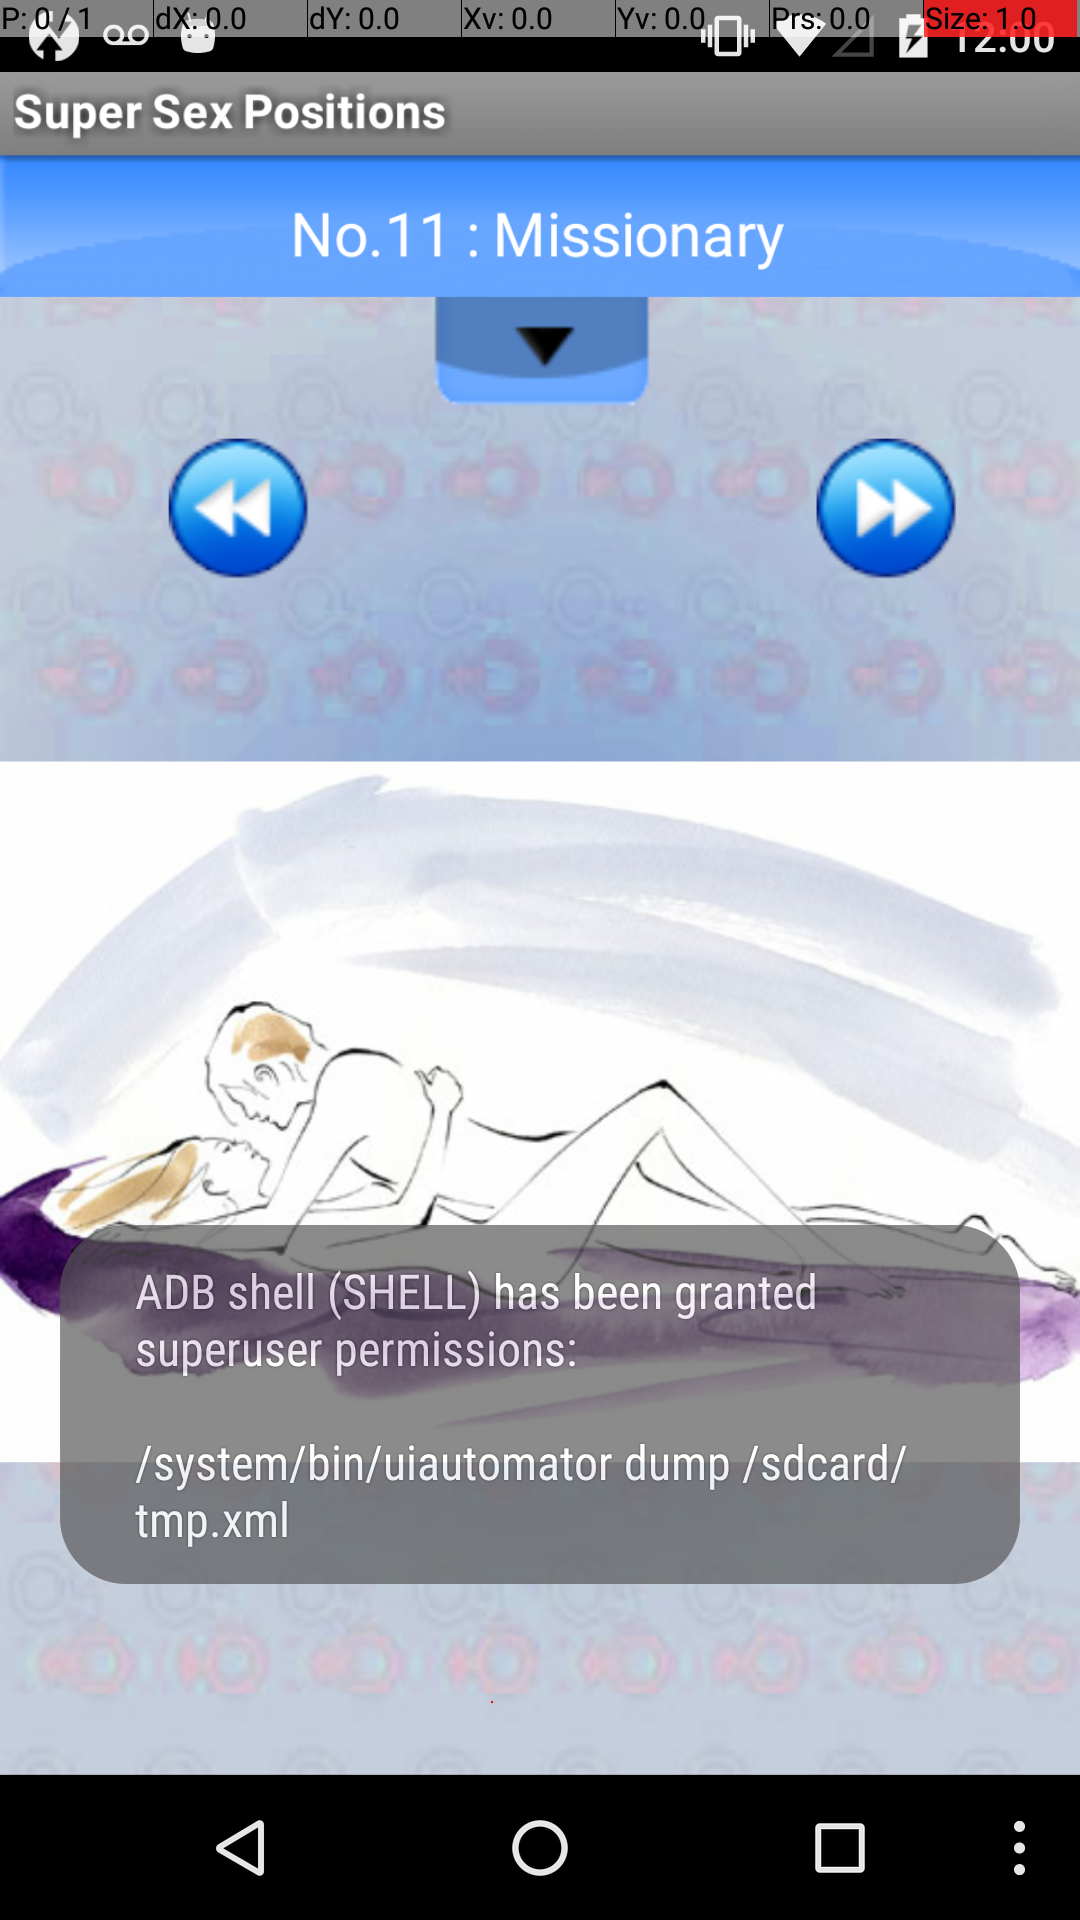 P: 0 / 1 dX: 0.0 dY: 0.0 Xv: 0.0 Yv: 0.0 Prs: 0.0 Size: 1.0
12:00
Super Sex Positions
No.11 : Missionary
ADB shell (SHELL) has been granted
superuser permissions:
/system/bin/uiautomator dump /sdcard/
tmp.xml